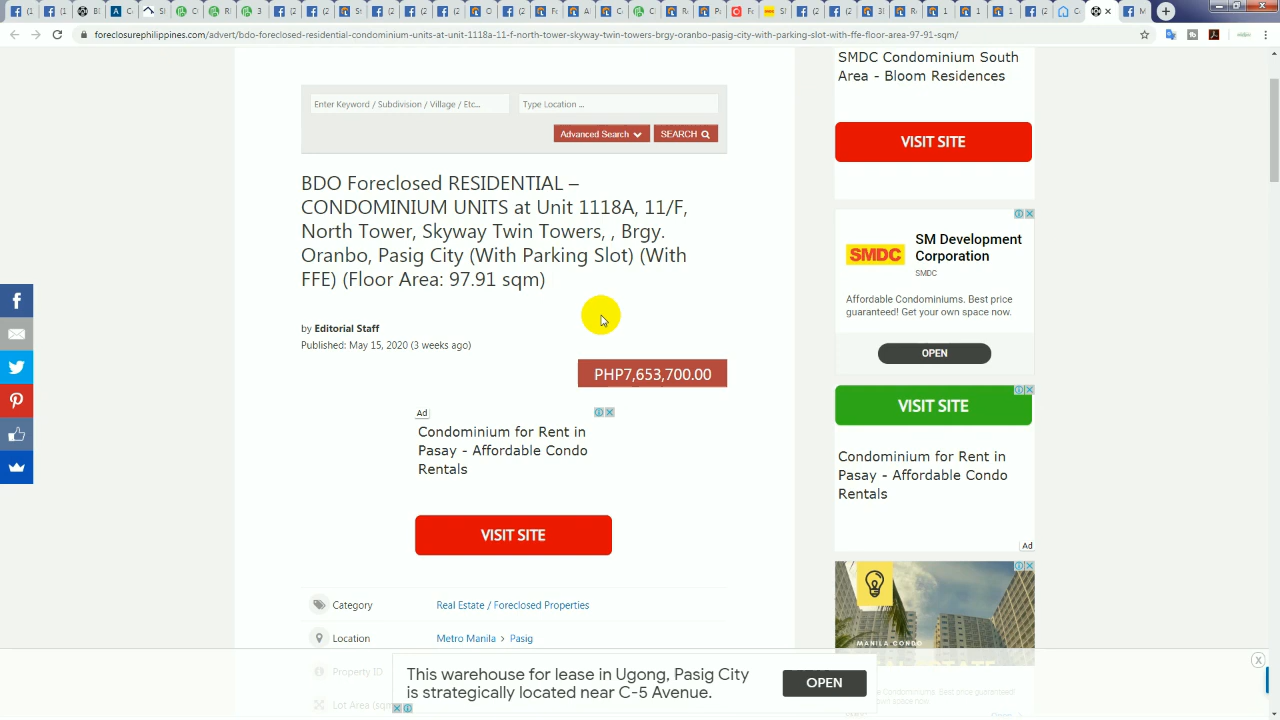 foreclosurephilippines.com/advert/bdo-foreclosed-residential-condominium-units-at-unit-1118a-11-f-north-tower-skyway-twin-towers-brgy-oranbo-pasig-city-with-parking-slot-with-ffe-floor-area-97-91-sqm/
Enter Keyword / Subdivision / Village / Etc...
Type Location ...
Advanced Search
SEARCH
BDO Foreclosed RESIDENTIAL –
CONDOMINIUM UNITS at Unit 1118A, 11/F,
North Tower, Skyway Twin Towers, , Brgy.
Oranbo, Pasig City (With Parking Slot) (With
FFE) (Floor Area: 97.91 sqm)
by Editorial Staff
Published: May 15, 2020 (3 weeks ago)
PHP7,653,700.00
Ad
Condominium for Rent in
Pasay - Affordable Condo
Rentals
VISIT SITE
Category
Real Estate / Foreclosed Properties
Location
Metro Manila > Pasig
Property ID
Lot Area (sqm
SMDC Condominium South
Area - Bloom Residences
VISIT SITE
SMDC
SM Development
Corporation
SMDC
Affordable Condominiums. Best price
guaranteed! Get your own space now.
OPEN
VISIT SITE
Condominium for Rent in
Pasay - Affordable Condo
Rentals
Ad
MANILA CONDO
This warehouse for lease in Ugong, Pasig City
is strategically located near C-5 Avenue.
OPEN